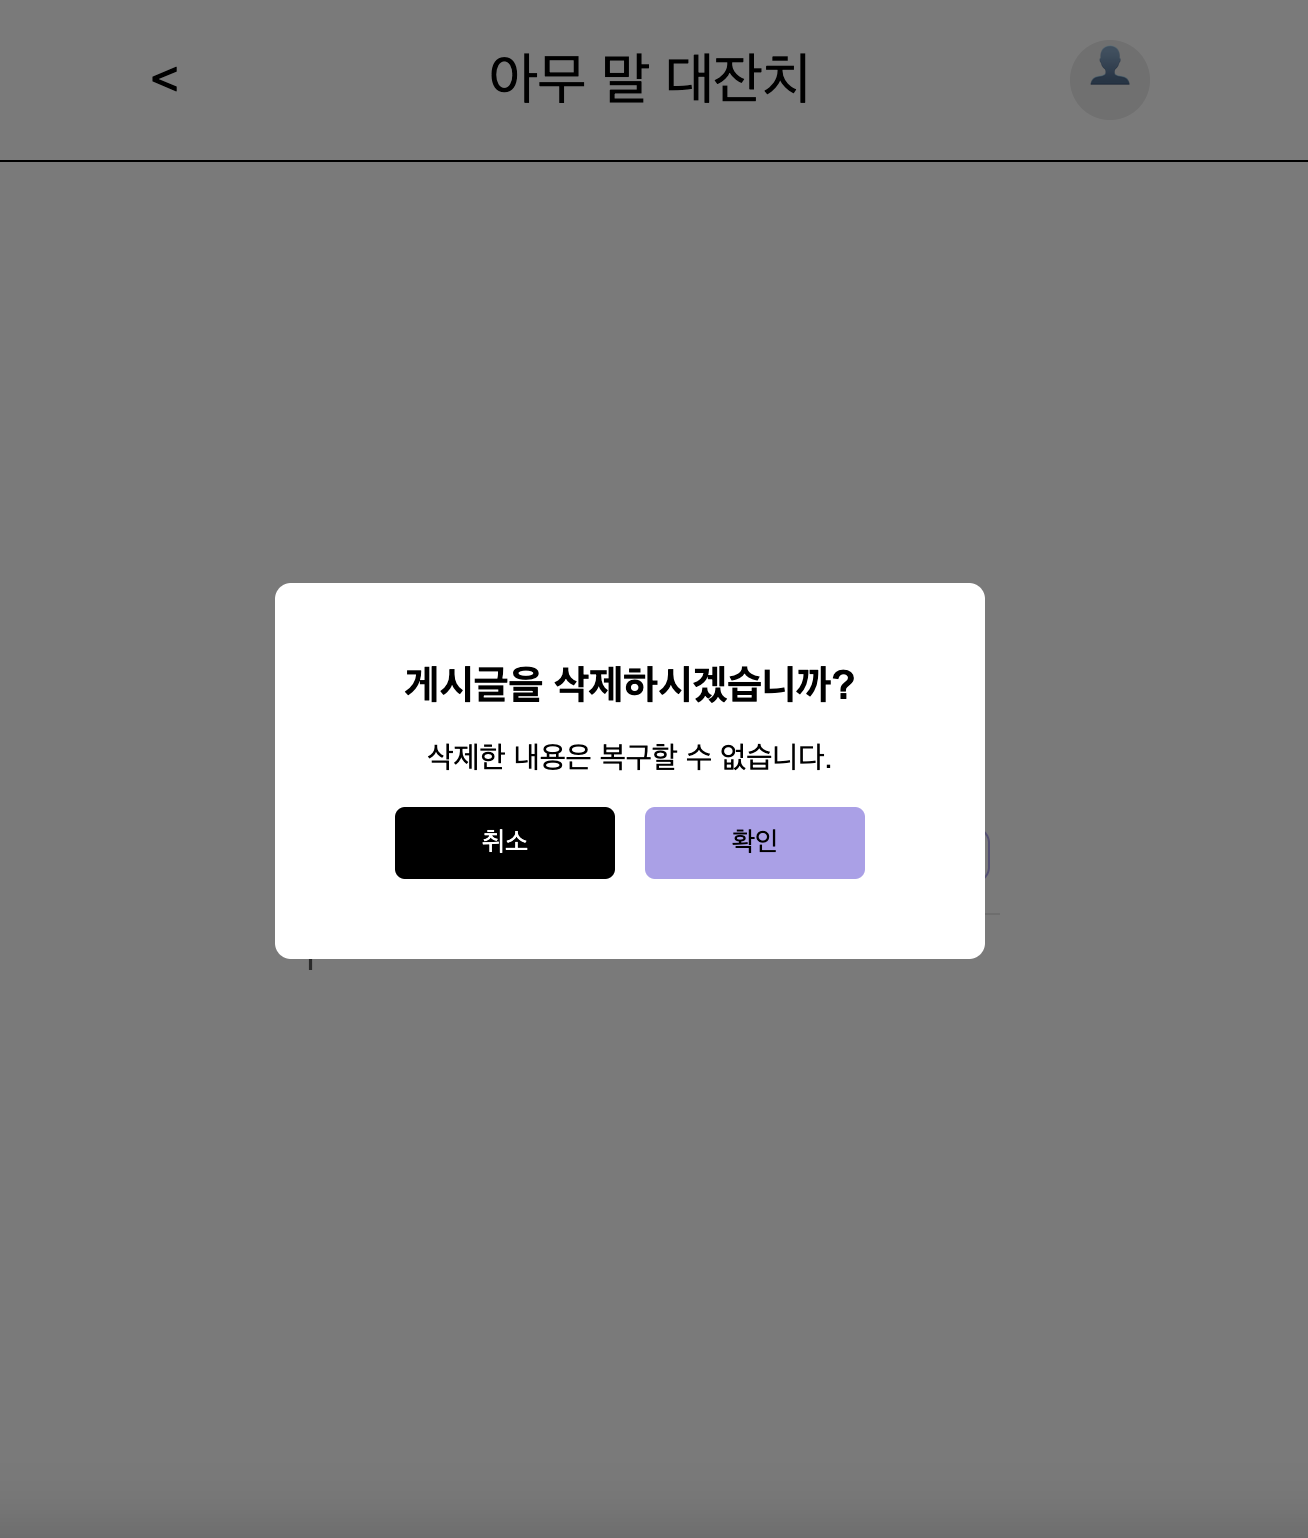 <
아무 말 대잔치
게시글을 삭제하시겠습니까?
삭제한 내용은 복구할 수 없습니다.
취소
확인